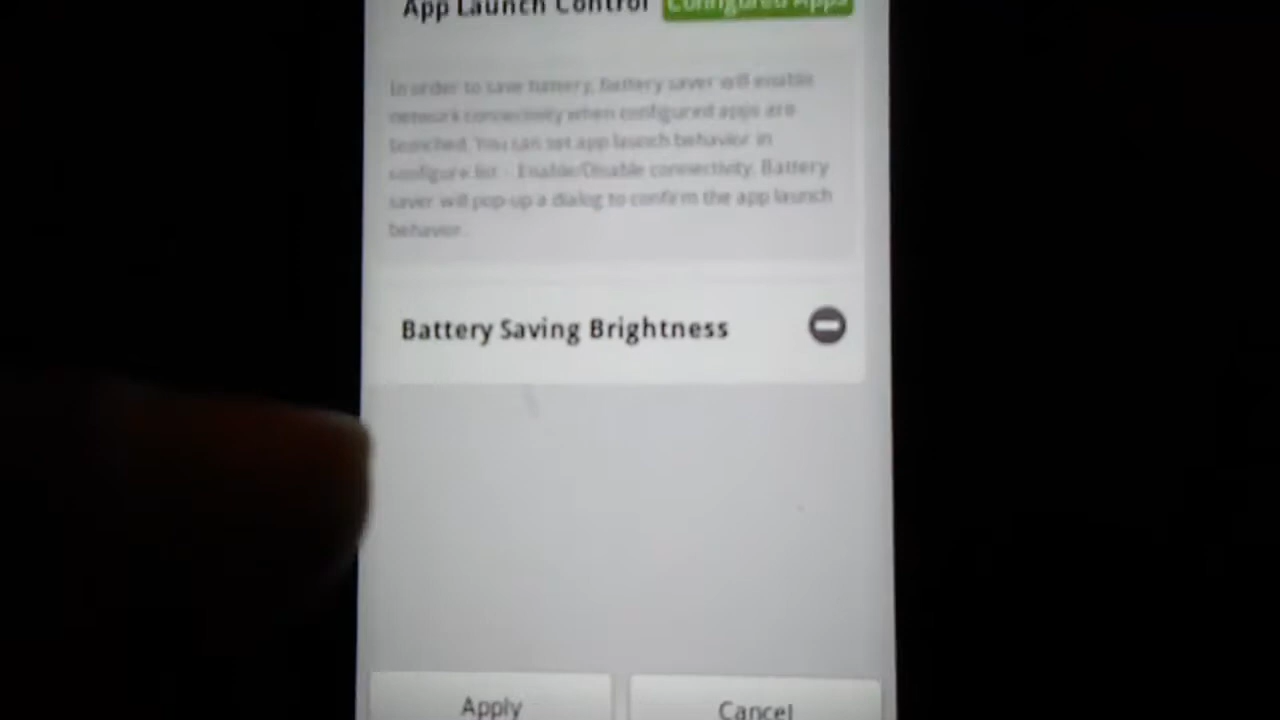 App Launch Control
Configured Apps
In order to save battery, Battery saver will enable
network connectivity when configured apps are
launched. You can set app launch behavior in
configure list - Enable/Disable connectivity. Battery
saver will pop-up a dialog to confirm the app launch
behavior.
Battery Saving Brightness
Apply
Cancel